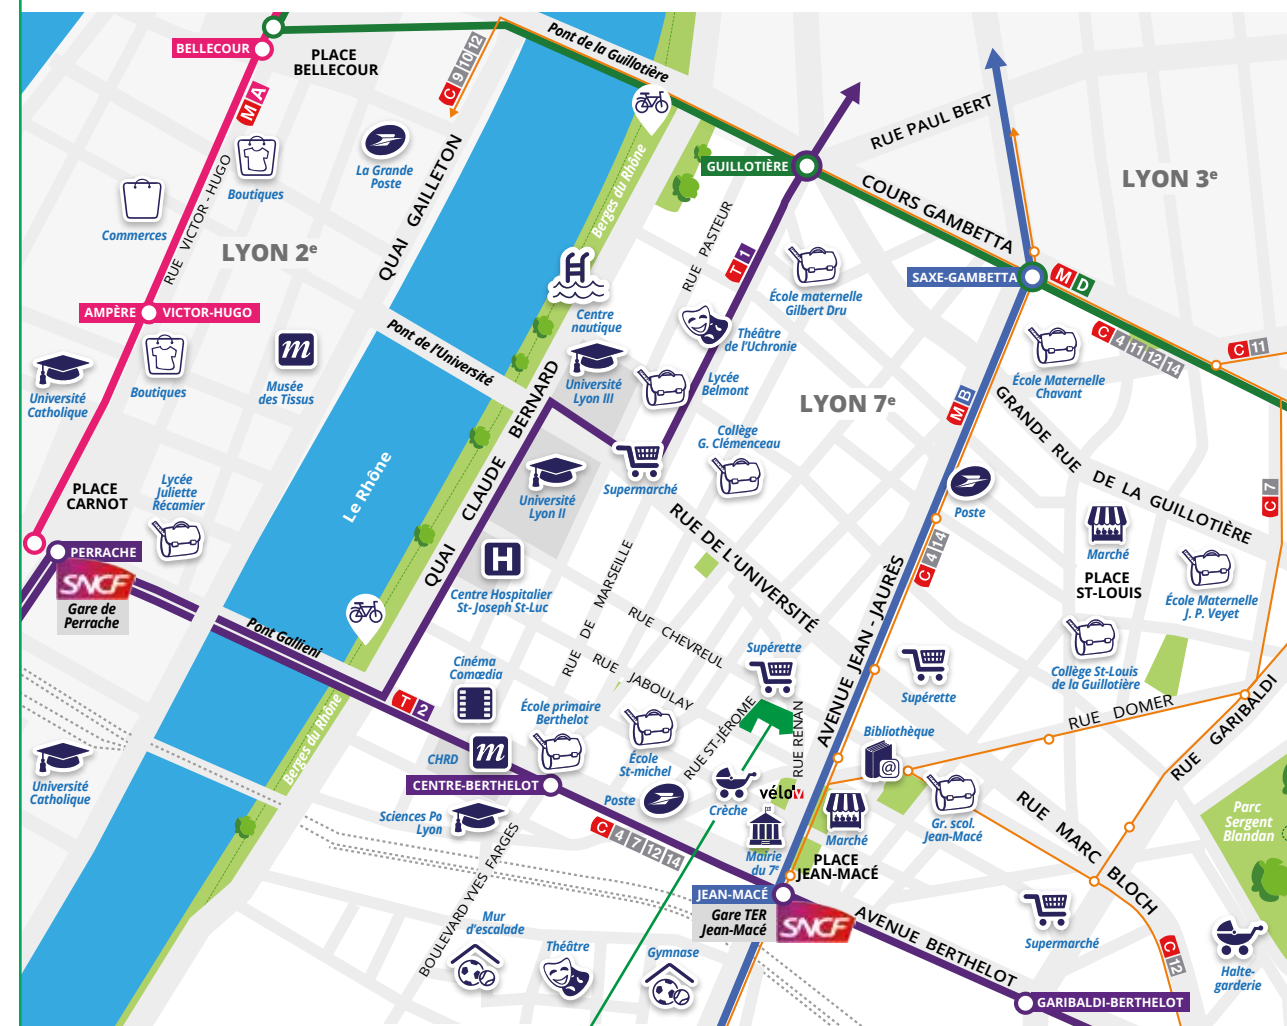 BELLECOUR
PLACE
BELLECOUR
M A
C 9 10 12
Pont de la Guillotière
RUE PAUL BERT
LYON 3e
Boutiques
La Grande
Poste
Commerces
RUE VICTOR - HUGO
LYON 2e
QUAI GAILLETON
Berges du Rhône
GUILLOTIÈRE
COURS GAMBETTA
RUE PASTEUR
T 1
École maternelle
Gilbert Dru
SAXE-GAMBETTA
M D
C 4 11 12 14
C 11
AMPÈRE
VICTOR-HUGO
Pont de l'Université
Centre
nautique
Théâtre
de l'Uchronie
Université
Catholique
Boutiques
m
Musée
des Tissus
Université
Lyon III
Lycée
Belmont
LYON 7e
École Maternelle
Chavant
M B
GRANDE RUE DE LA GUILLOTIÈRE
Collège
G. Clémenceau
QUAI CLAUDE BERNARD
Le Rhône
PLACE
CARNOT
Lycée
Juliette
Récamier
Université
Lyon II
Supermarché
Poste
C 7
RUE DE L'UNIVERSITÉ
Marché
PLACE
ST-LOUIS
PERRACHE
SNCF
Gare de
Perrache
H
Centre Hospitalier
St- Joseph St-Luc
RUE DE MARSEILLE
C 4 14
École Maternelle
J. P. Veyet
Pont Gallieni
RUE CHEVREUL
RUE JABOULAY
Supérette
AVENUE JEAN - JAURÈS
Supérette
Collège St-Louis
de la Guillotière
Cinéma
Comœdia
T 2
École primaire
Berthelot
RUE DOMER
RUE GARIBALDI
Berges du Rhône
CHRD
m
École
St-michel
RUE ST-JÉRÔME
RUE RENAN
Bibliothèque
@
Université
Catholique
CENTRE-BERTHELOT
Poste
Crèche
vélo'v
Gr. scol.
Jean-Macé
RUE MARC BLOCH
Parc
Sergent
Blandan
Sciences Po
Lyon
C 4 7 12 14
Mairie
du 7e
Marché
PLACE
JEAN-MACÉ
BOULEVARD YVES FARGES
JEAN-MACÉ
Gare TER
Jean-Macé
SNCF
AVENUE BERTHELOT
Supermarché
C 12
Mur
d'escalade
Théâtre
Gymnase
Halte-
garderie
GARIBALDI-BERTHELOT